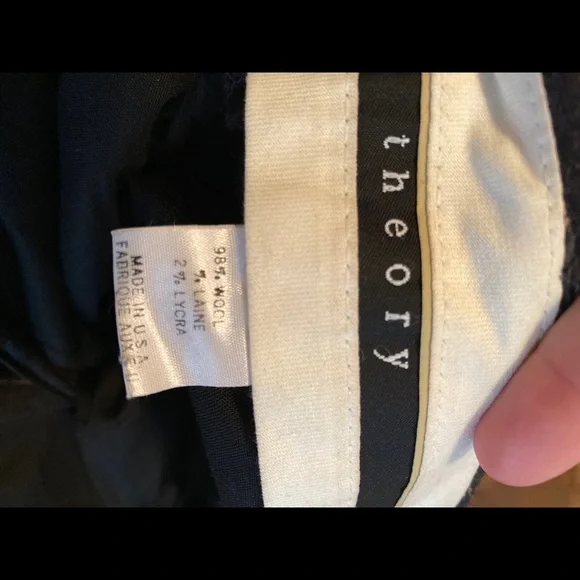 theory
98% WOOL
% LAINE
2% LYCRA
MADE IN U.S.A
FABRIQUE AUX